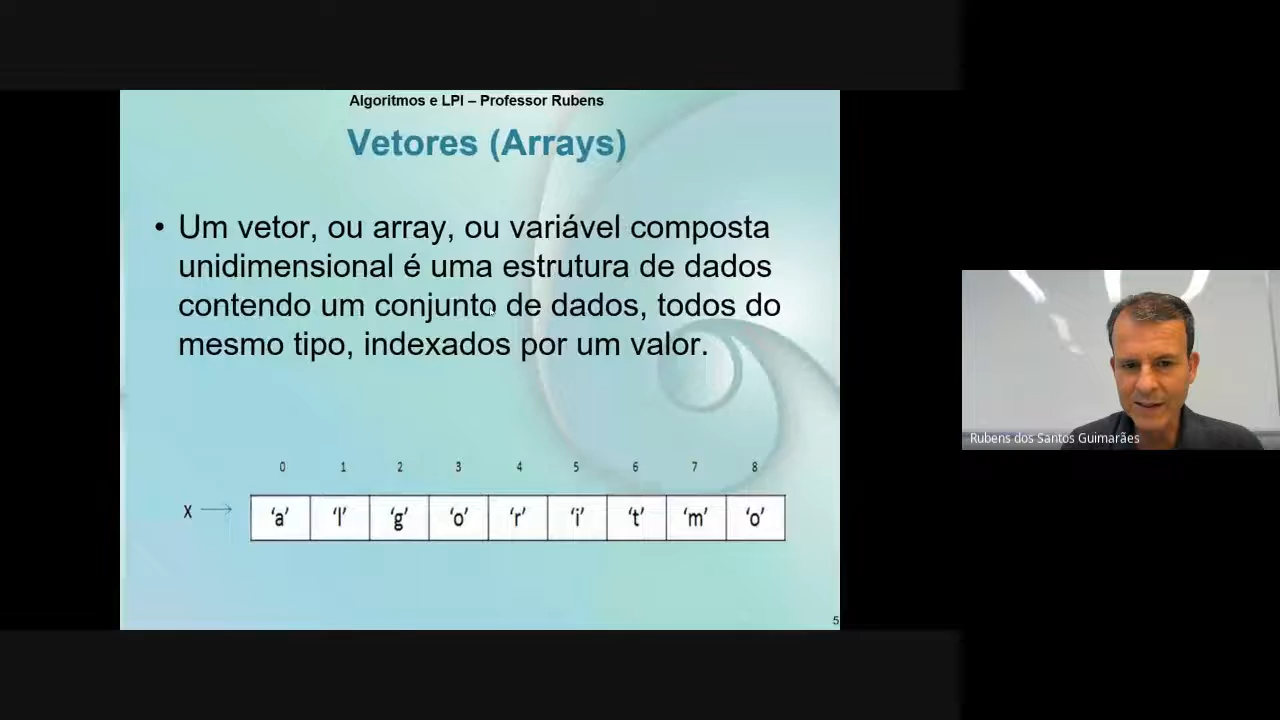 Algoritmos e LPI – Professor Rubens
Vetores (Arrays)
• Um vetor, ou array, ou variável composta
unidimensional é uma estrutura de dados
contendo um conjunto de dados, todos do
mesmo tipo, indexados por um valor.
0 1 2 3 4 5 6 7 8
X → 'a' 'l' 'g' 'o' 'r' 'i' 't' 'm' 'o'
5
Rubens dos Santos Guimarães